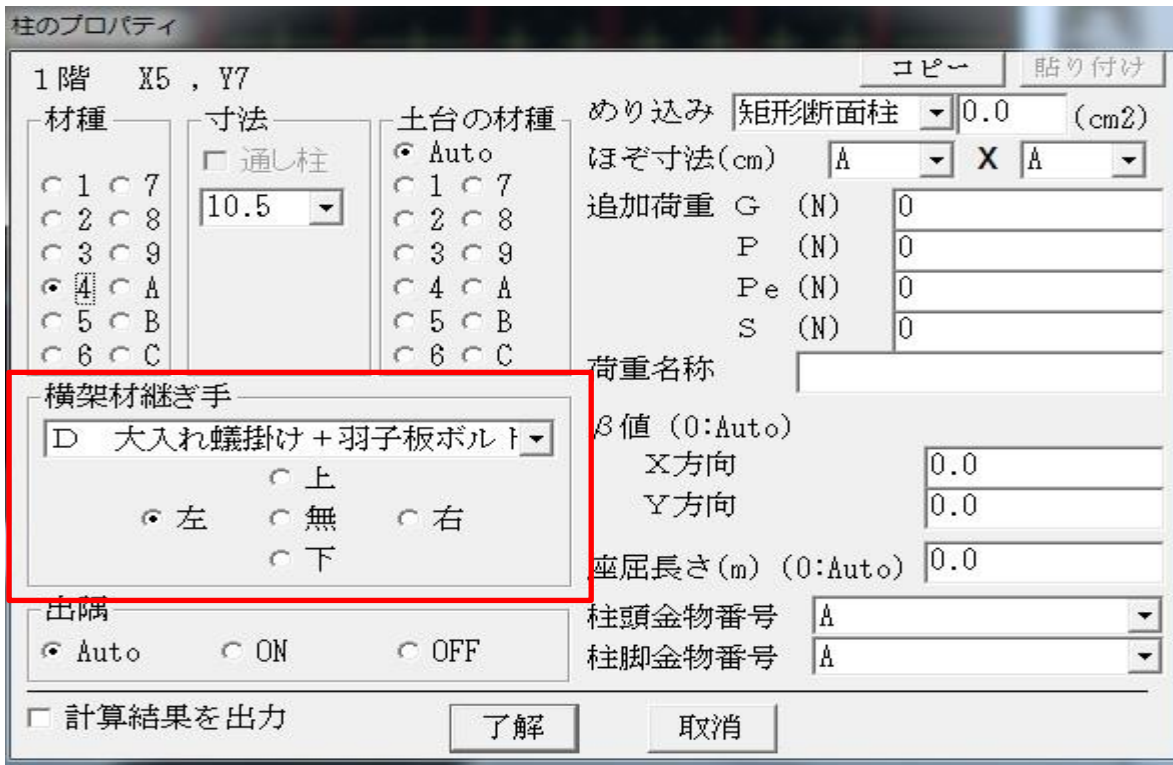 柱のプロパティ
1階 X5 , Y7
コピー 貼り付け
材種
1 7
2 8
3 9
4 A
5 B
6 C
寸法
通し柱
10.5
土台の材種
Auto
1 7
2 8
3 9
4 A
5 B
6 C
横架材継ぎ手
D 大入れ蟻掛け+羽子板ボルト
上
左 無 右
下
出隅
Auto ON OFF
計算結果を出力
めり込み 矩形断面柱 0.0 (cm2)
ほぞ寸法(cm) A X A
追加荷重 G (N) 0
P (N) 0
Pe (N) 0
S (N) 0
荷重名称
β値 (0:Auto)
X方向 0.0
Y方向 0.0
座屈長さ(m) (0:Auto) 0.0
柱頭金物番号 A
柱脚金物番号 A
了解 取消